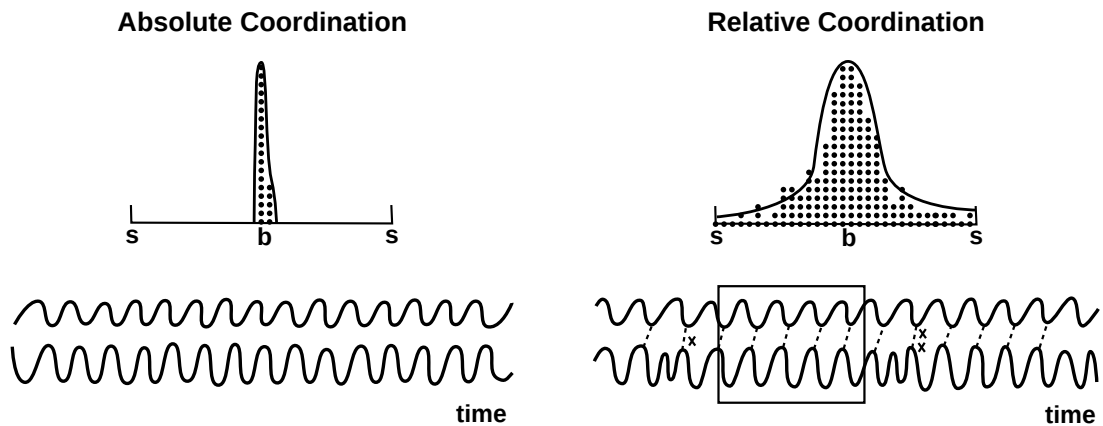 Absolute Coordination
s b s
time
Relative Coordination
s b s
x
x
x
time